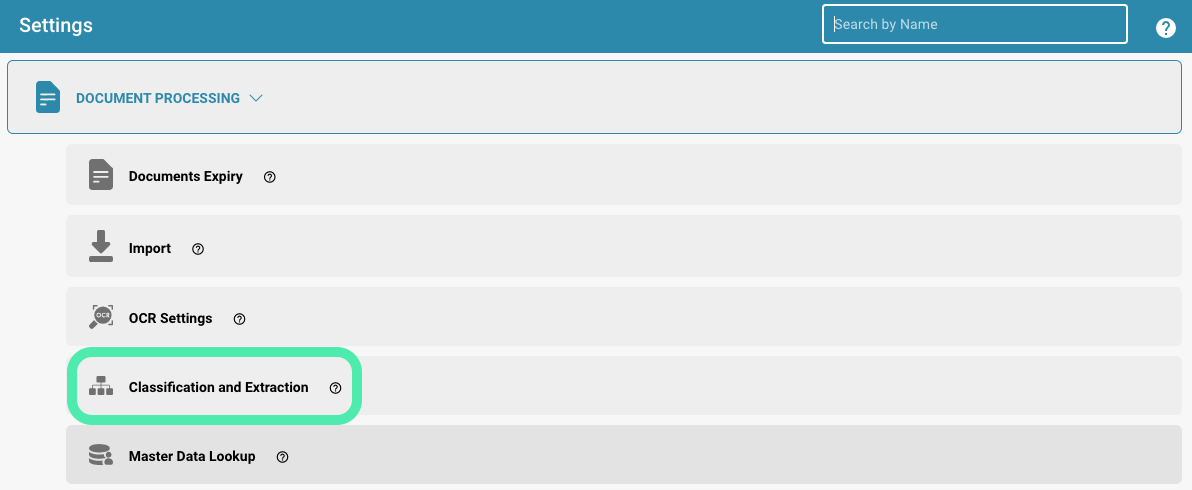 Settings
Search by Name
DOCUMENT PROCESSING
Documents Expiry
Import
OCR
OCR Settings
Classification and Extraction
Master Data Lookup